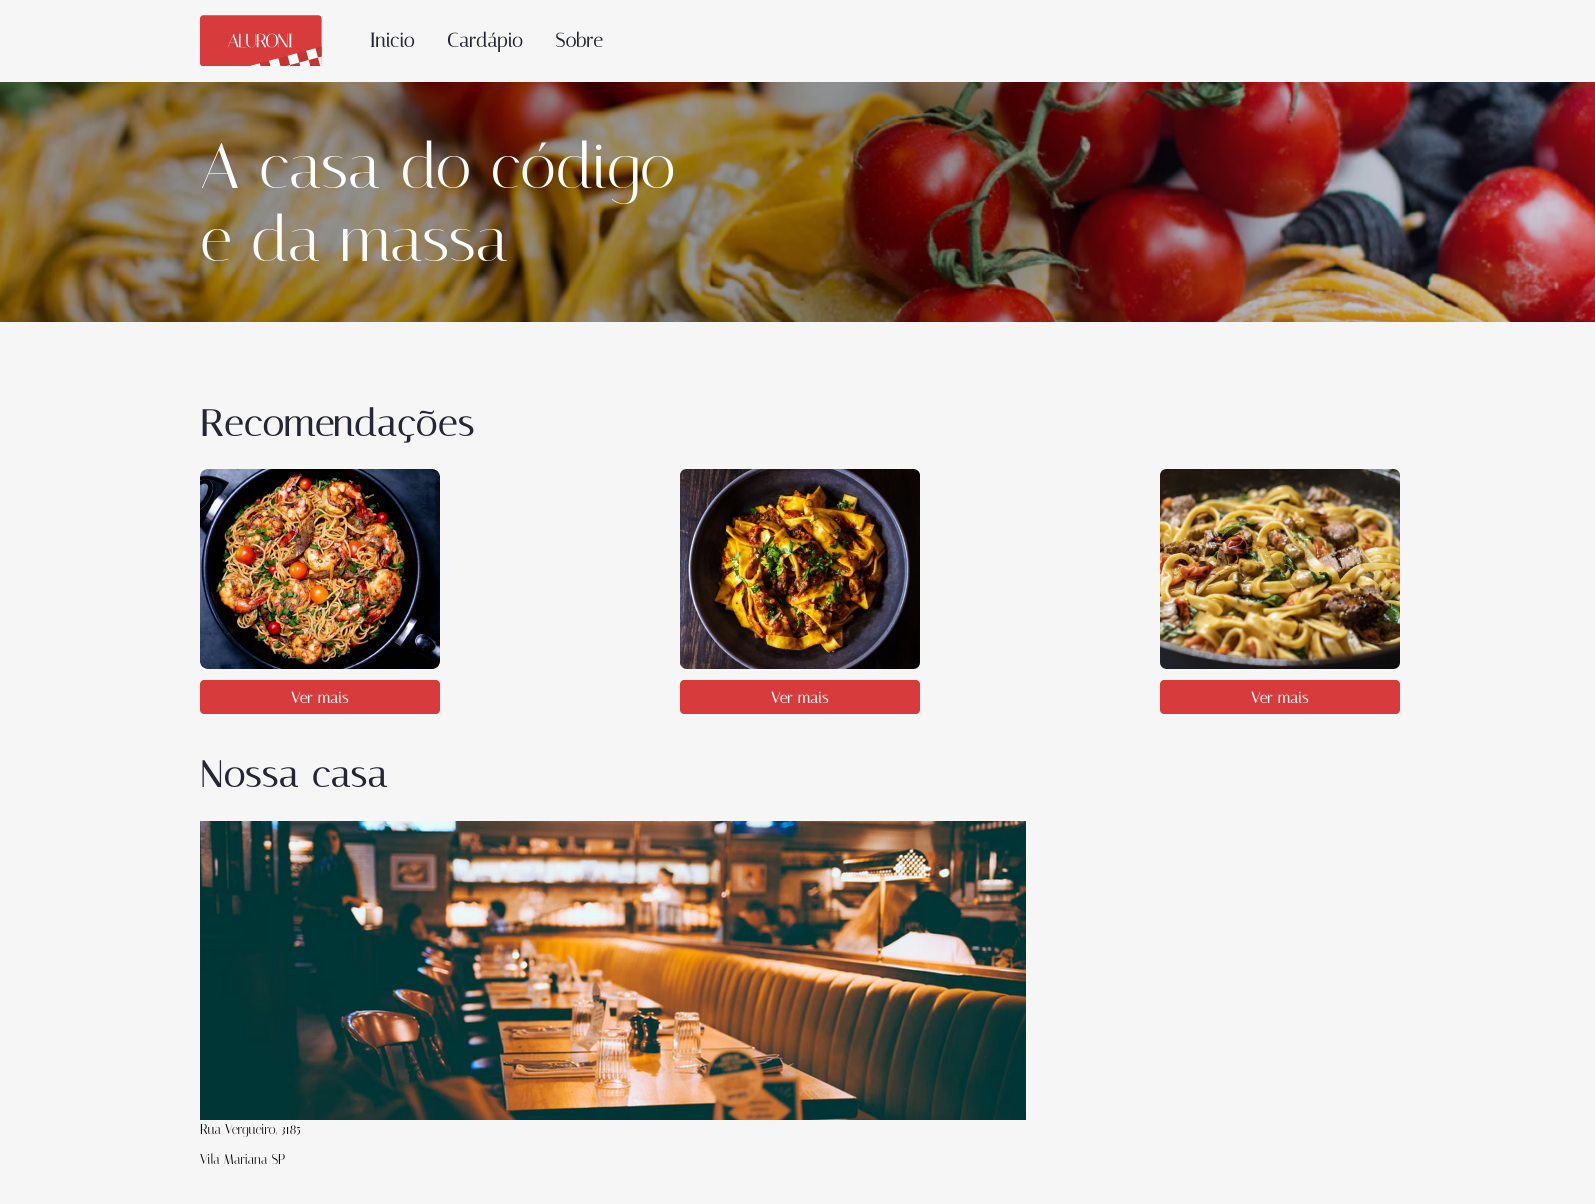 ALURONI
Inicio Cardápio Sobre
A casa do código
e da massa
Recomendações
Ver mais Ver mais Ver mais
Nossa casa
Rua Vergueiro, 3185
Vila Mariana SP